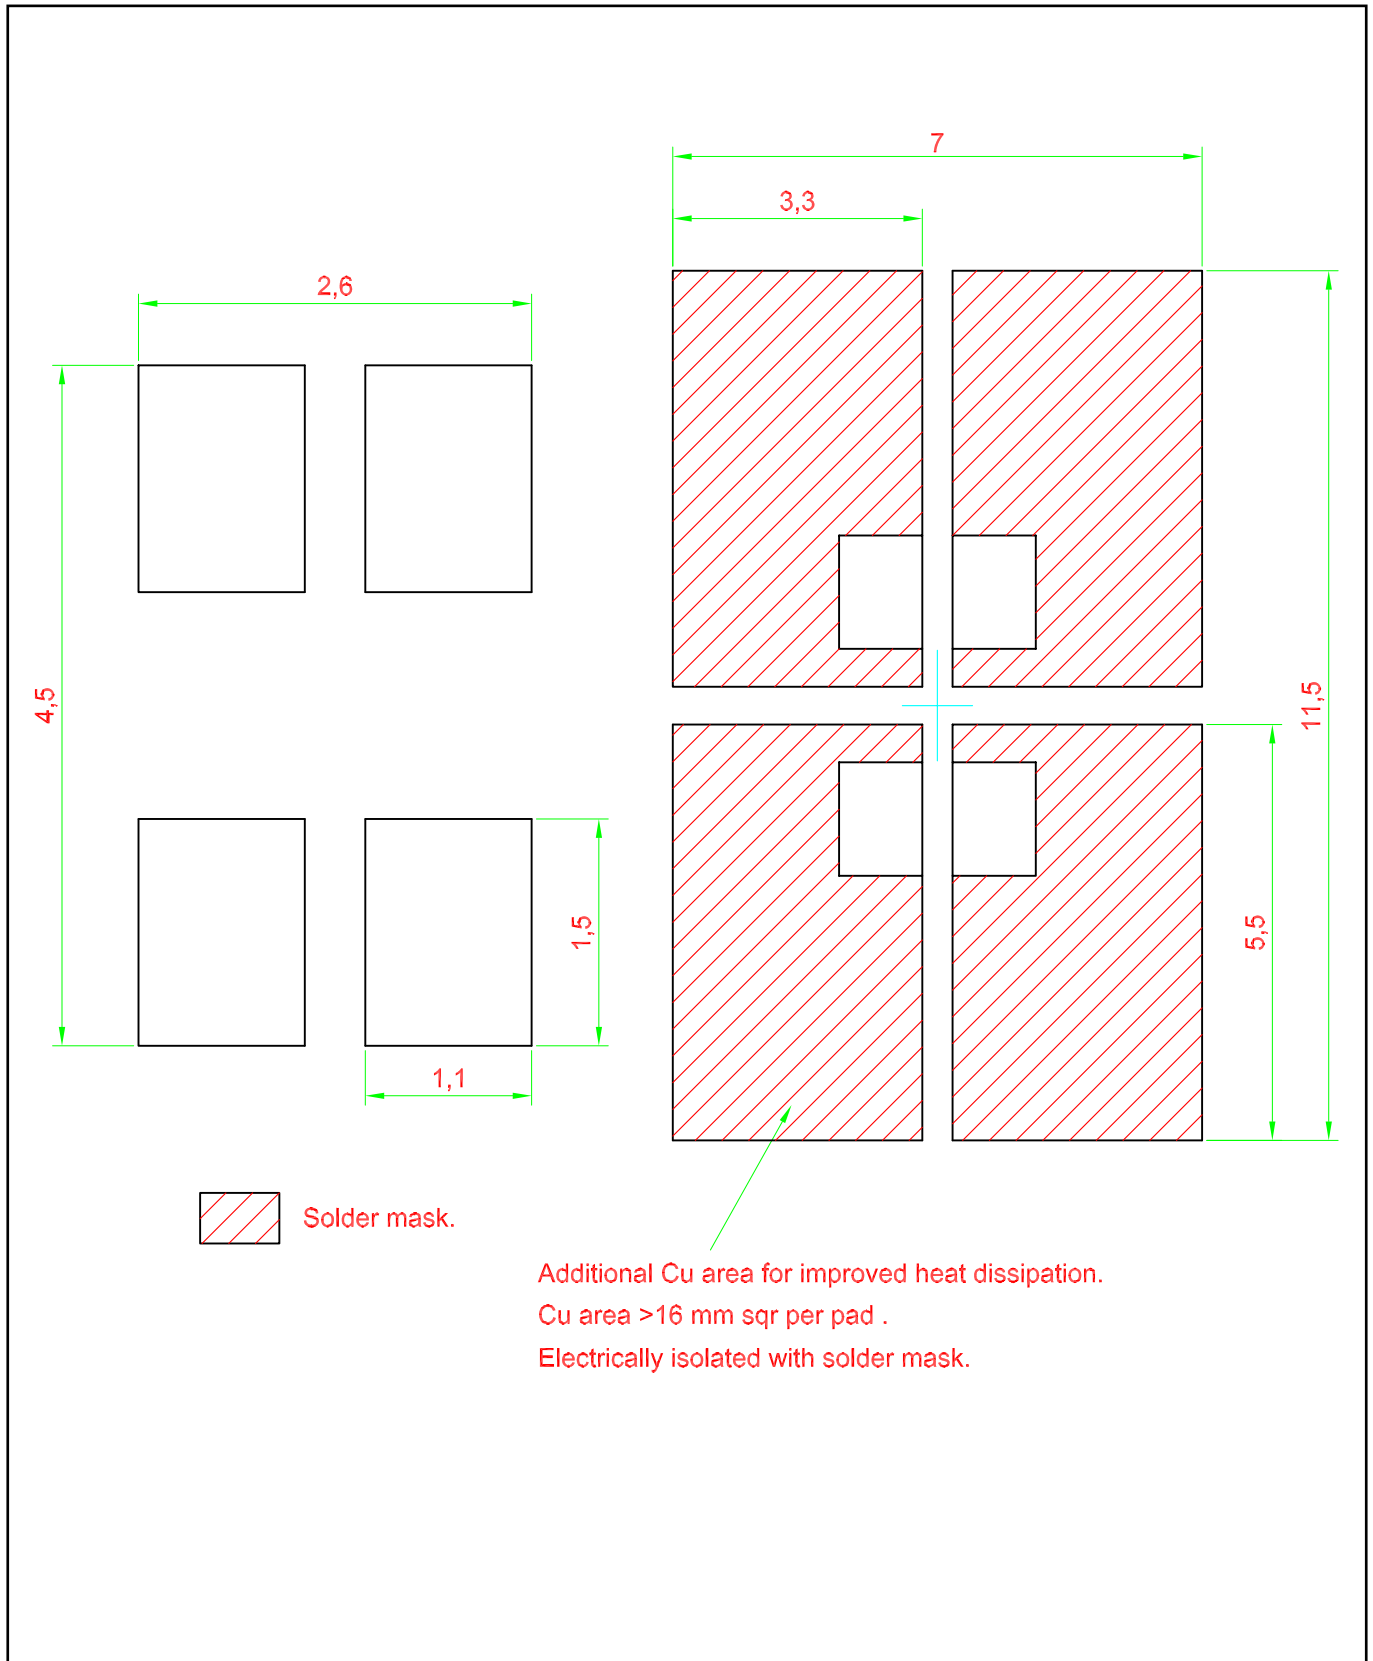 7
3,3
2,6
4,5
11,5
5,5
1,5
1,1
Solder mask.
Additional Cu area for improved heat dissipation.
Cu area >16 mm sqr per pad .
Electrically isolated with solder mask.